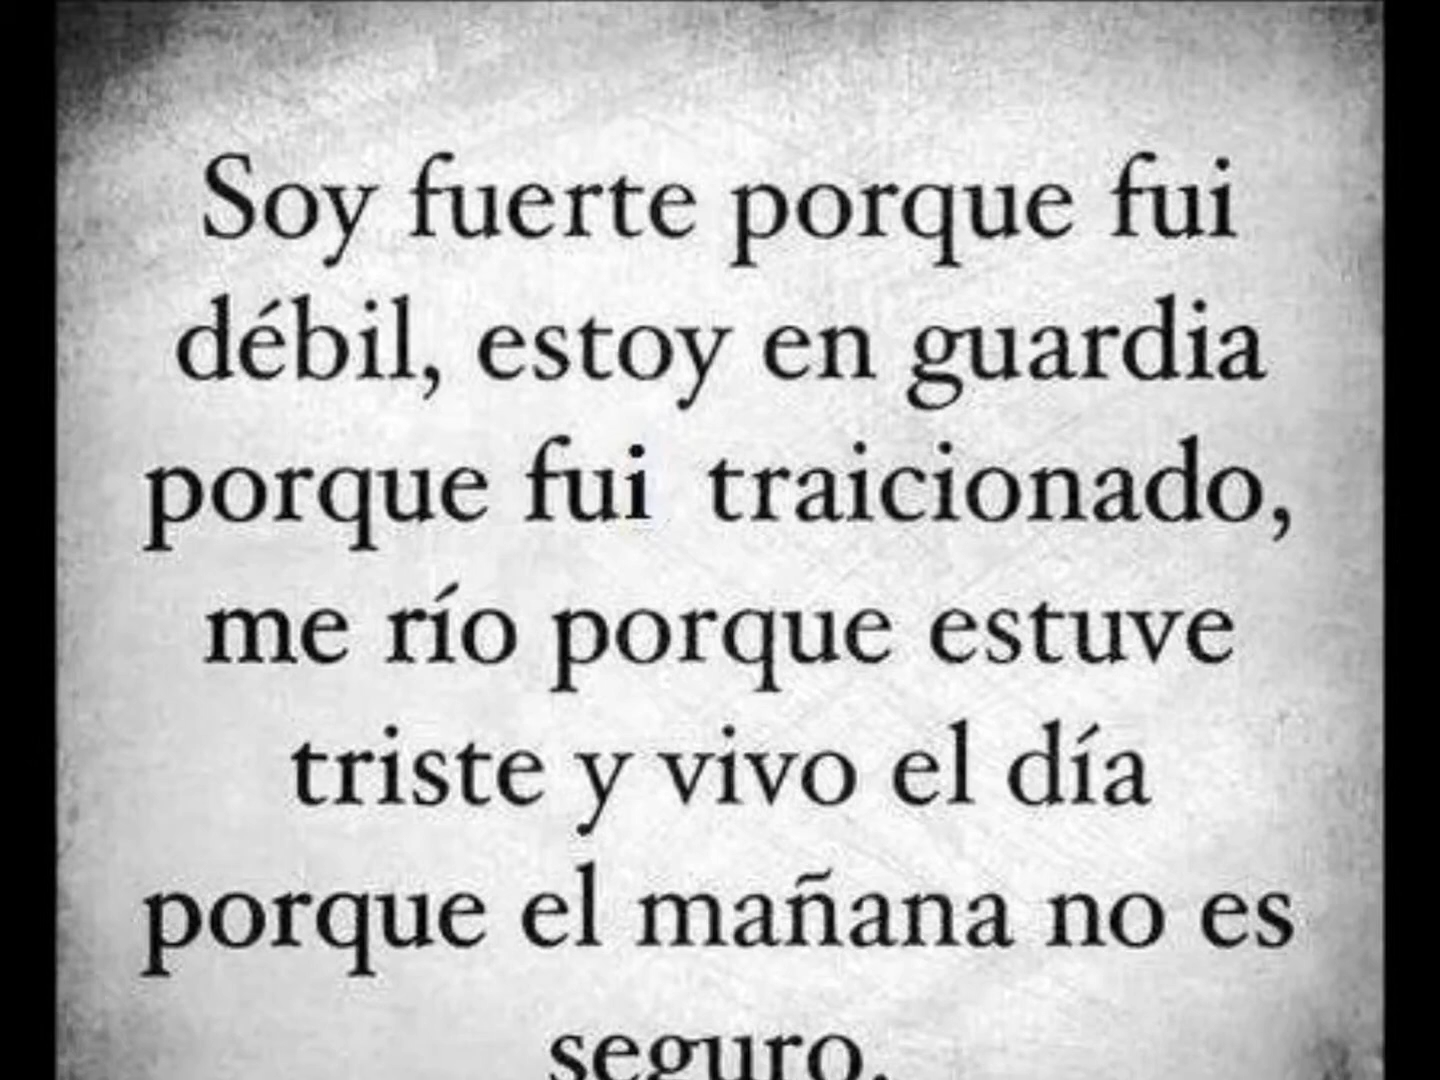 Soy fuerte porque fui
débil, estoy en guardia
porque fui traicionado,
me río porque estuve
triste y vivo el día
porque el mañana no es
seguro.